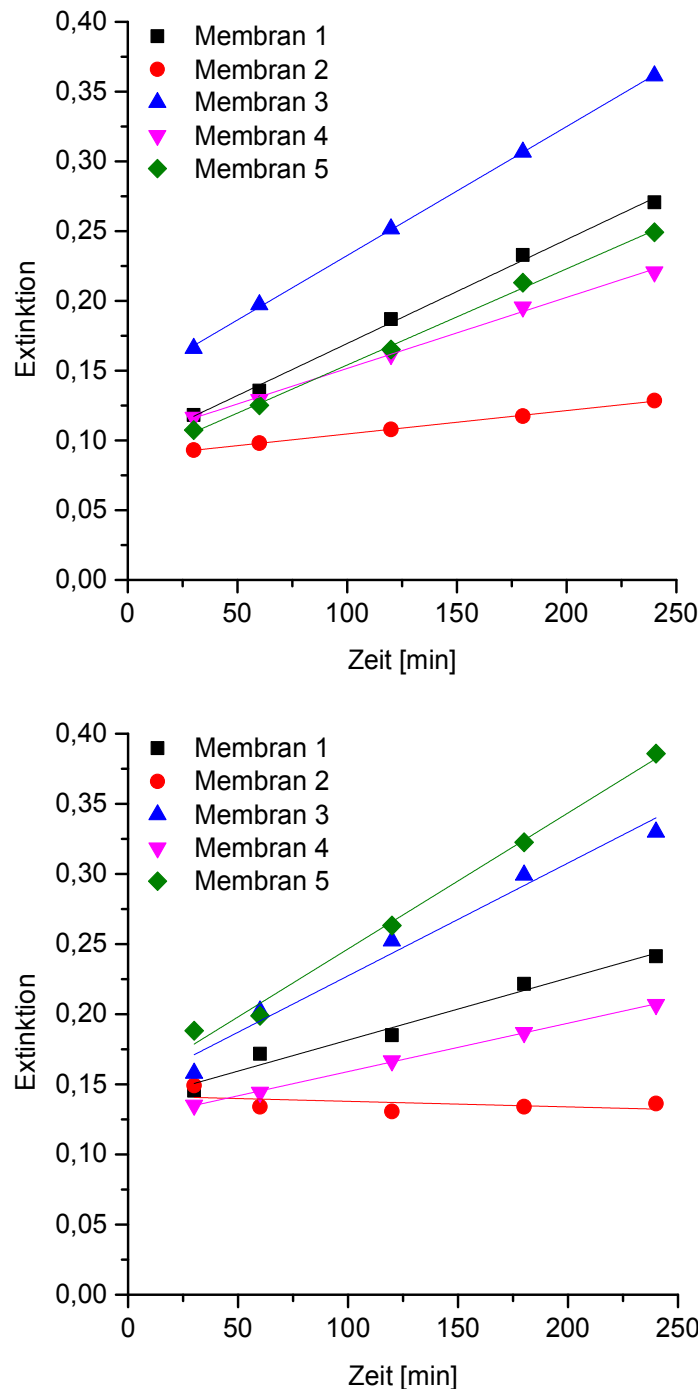 0,40
0,35
0,30
0,25
0,20
0,15
0,10
0,05
0,00
Extinktion
Membran 1
Membran 2
Membran 3
Membran 4
Membran 5
0 50 100 150 200 250
Zeit [min]
0,40
0,35
0,30
0,25
0,20
0,15
0,10
0,05
0,00
Extinktion
Membran 1
Membran 2
Membran 3
Membran 4
Membran 5
0 50 100 150 200 250
Zeit [min]